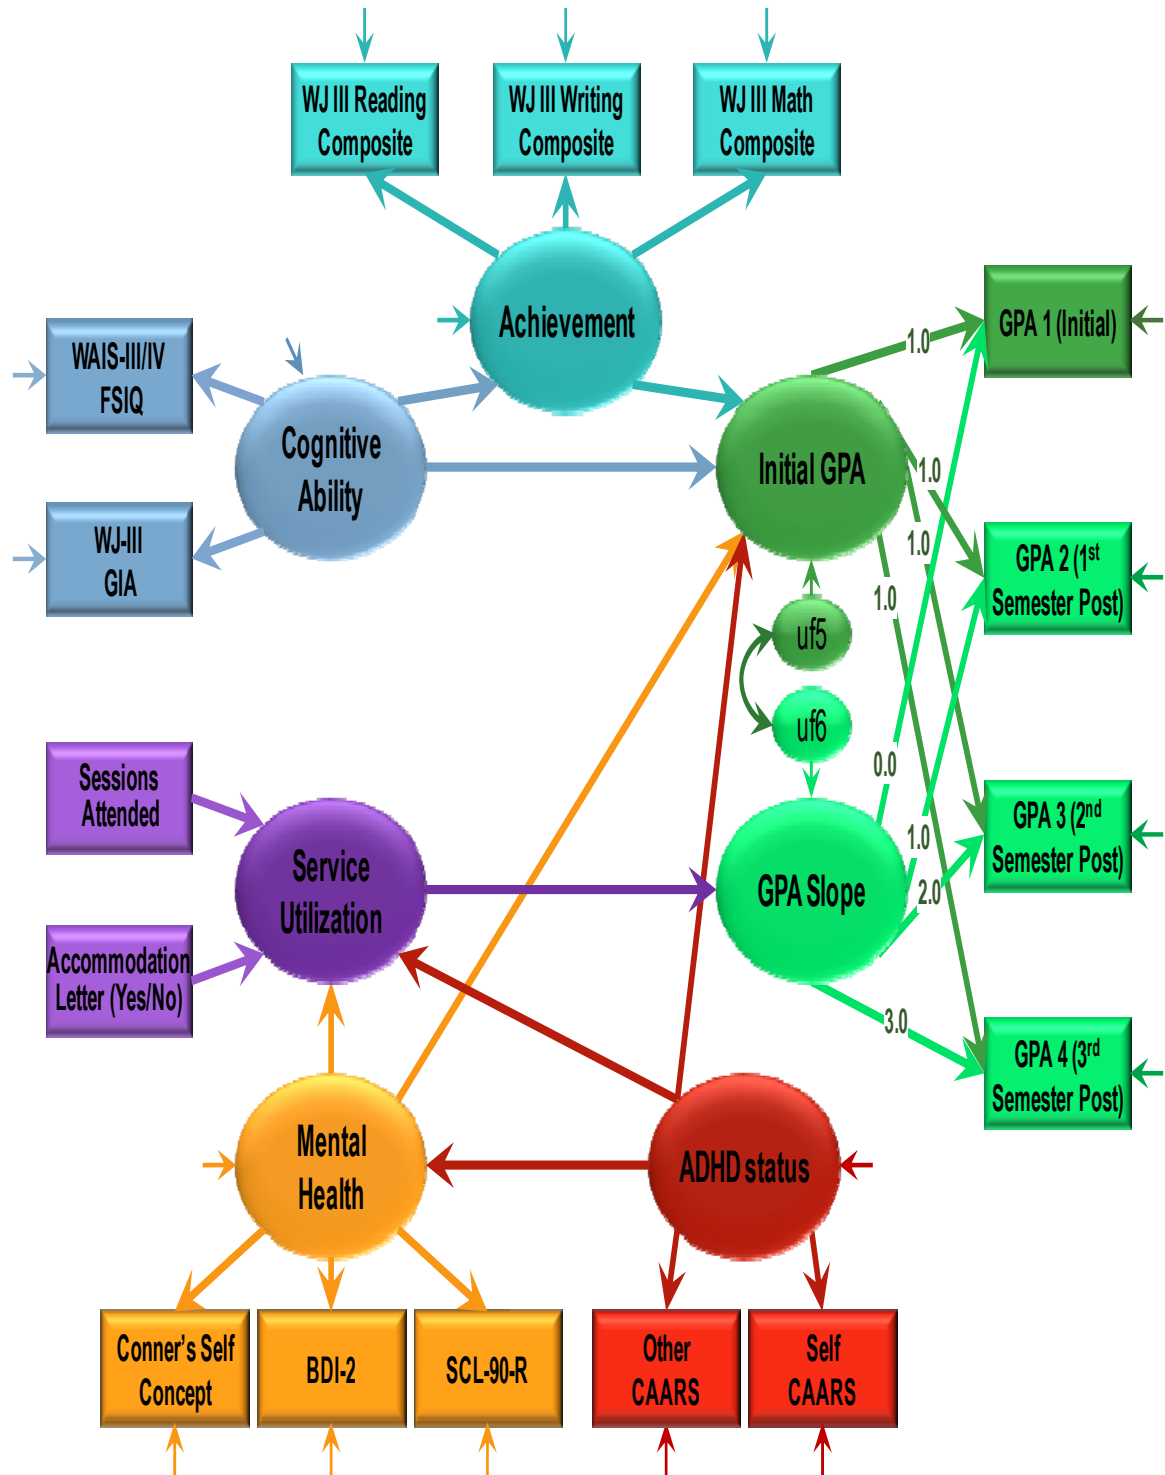 WJ III Reading
Composite
WJ III Writing
Composite
WJ III Math
Composite
Achievement
GPA 1 (Initial)
1.0
WAIS-III/IV
FSIQ
Cognitive
Ability
Initial GPA
1.0
WJ-III
GIA
1.0
1.0
GPA 2 (1st
Semester Post)
uf5
uf6
Sessions
Attended
0.0
1.0
GPA 3 (2nd
Semester Post)
Service
Utilization
GPA Slope
2.0
Accommodation
Letter (Yes/No)
3.0
GPA 4 (3rd
Semester Post)
Mental
Health
ADHD status
Conner's Self
Concept
BDI-2
SCL-90-R
Other
CAARS
Self
CAARS